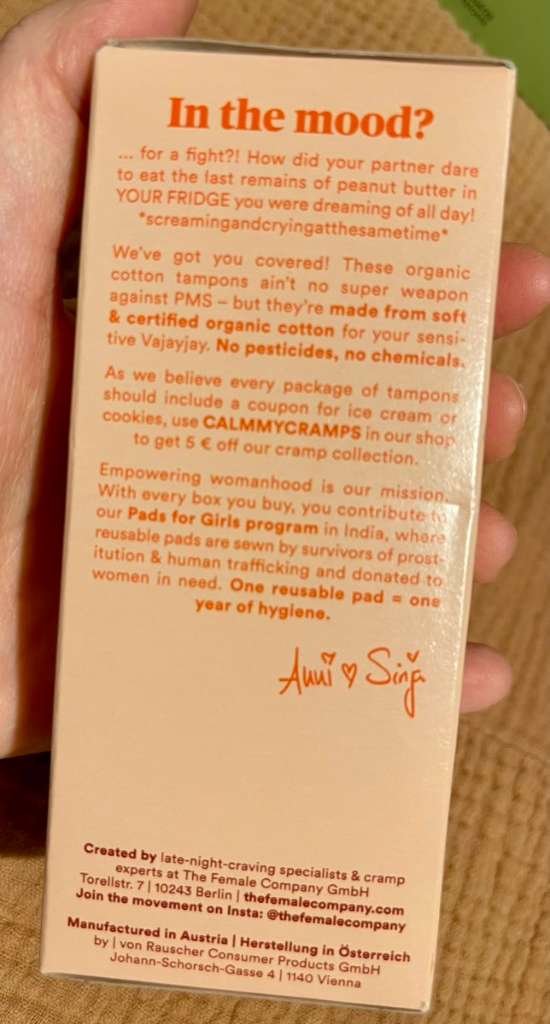 In the mood?
... for a fight?! How did your partner dare
to eat the last remains of peanut butter in
YOUR FRIDGE you were dreaming of all day!
*screamingandcryingatthesametime*
We've got you covered! These organic
cotton tampons ain't no super weapon
against PMS – but they're made from soft
& certified organic cotton for your sensi-
tive Vajayjay. No pesticides, no chemicals.
As we believe every package of tampons
should include a coupon for ice cream or
cookies, use CALMMYCRAMPS in our shop
to get 5 € off our cramp collection.
Empowering womanhood is our mission.
With every box you buy, you contribute to
our Pads for Girls program in India, where
reusable pads are sewn by survivors of prost-
itution & human trafficking and donated to
women in need. One reusable pad = one
year of hygiene.
Anni ♡ Sinja
Created by late-night-craving specialists & cramp
experts at The Female Company GmbH
Torellstr. 7 | 10243 Berlin | thefemalecompany.com
Join the movement on Insta: @thefemalecompany
Manufactured in Austria | Herstellung in Österreich
by | von Rauscher Consumer Products GmbH
Johann-Schorsch-Gasse 4 | 1140 Vienna